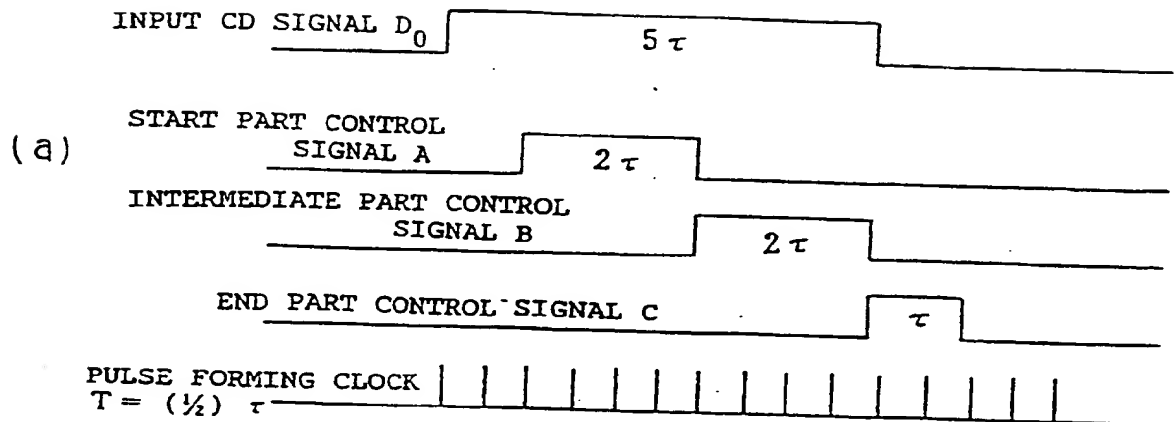 INPUT CD SIGNAL D0
5 τ
(a)
START PART CONTROL
SIGNAL A
2 τ
INTERMEDIATE PART CONTROL
SIGNAL B
2 τ
END PART CONTROL SIGNAL C
τ
PULSE FORMING CLOCK
T = (½) τ